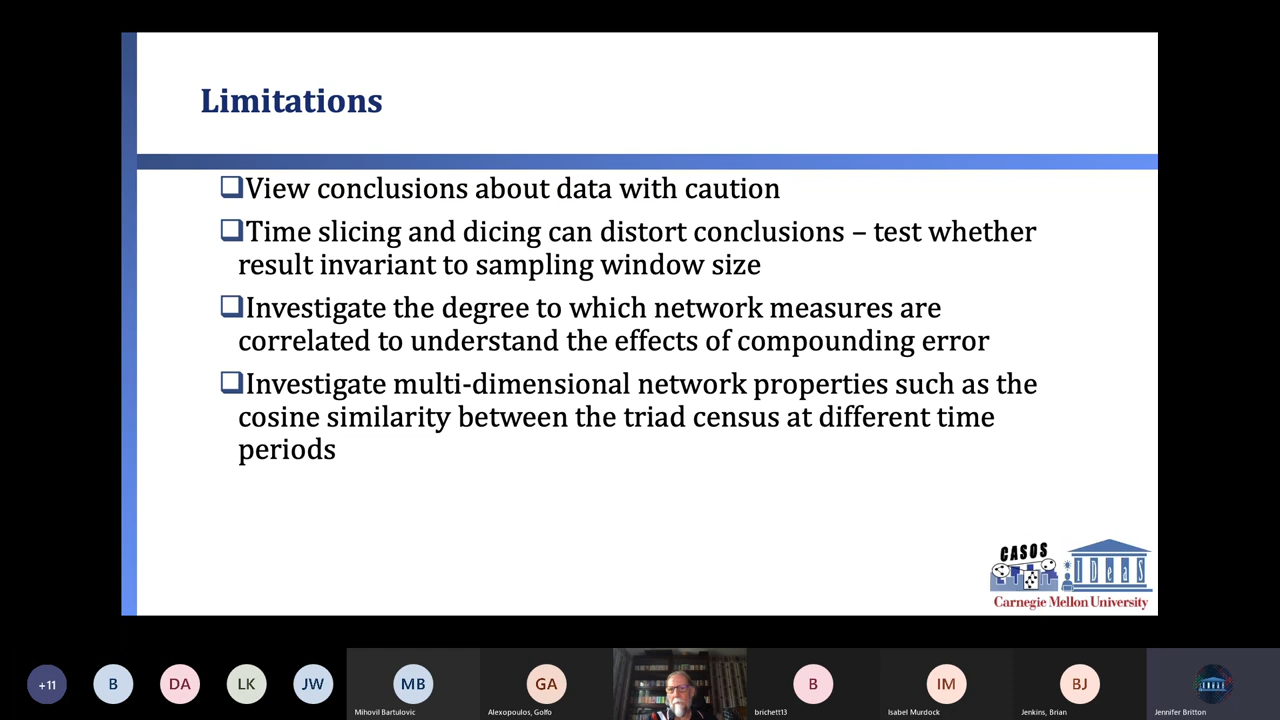 Limitations
❑View conclusions about data with caution
❑Time slicing and dicing can distort conclusions – test whether
result invariant to sampling window size
❑Investigate the degree to which network measures are
correlated to understand the effects of compounding error
❑Investigate multi-dimensional network properties such as the
cosine similarity between the triad census at different time
periods
CASOS
IDeaS
Carnegie Mellon University
+11
B
DA
LK
JW
MB
GA
B
IM
BJ
Mihovil Bartulovic
Alexopoulos, Golfo
brichett13
Isabel Murdock
Jenkins, Brian
Jennifer Britton